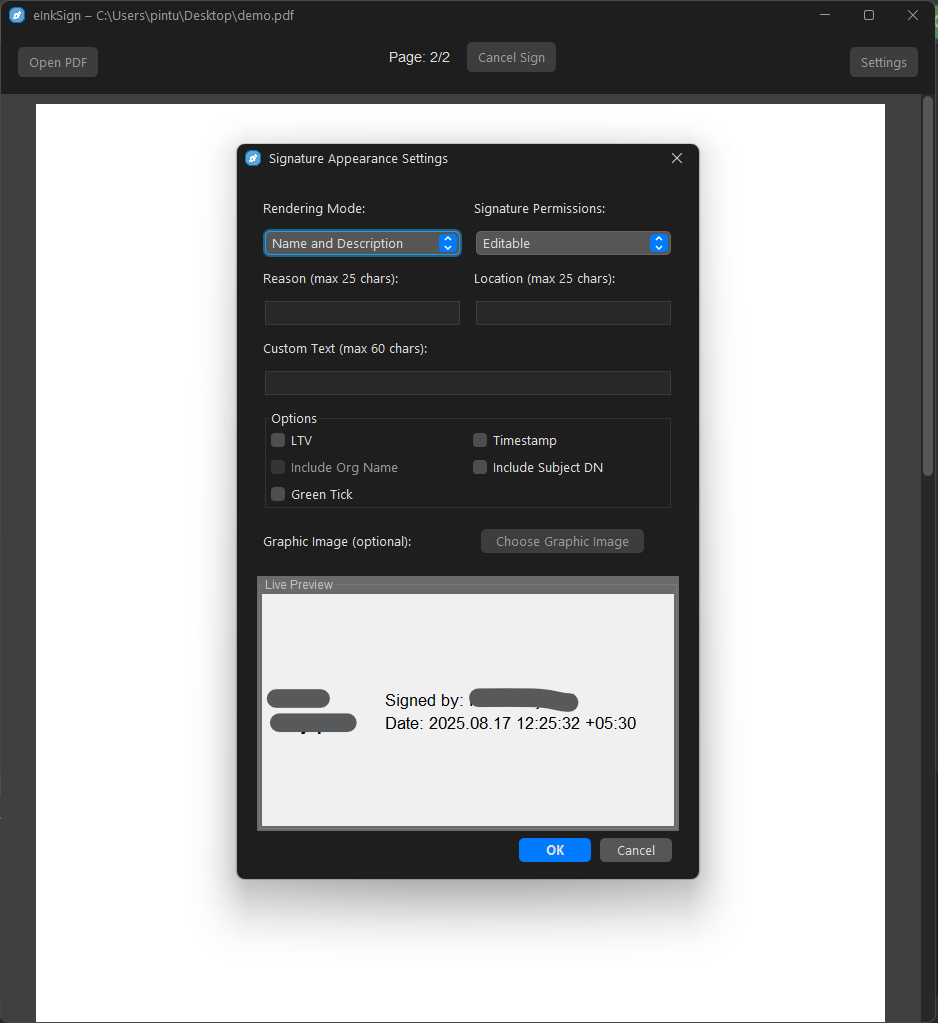 eInkSign – C:\Users\pintu\Desktop\demo.pdf
Open PDF
Page: 2/2
Cancel Sign
Settings
Signature Appearance Settings
Rendering Mode:
Signature Permissions:
Name and Description
Editable
Reason (max 25 chars):
Location (max 25 chars):
Custom Text (max 60 chars):
Options
LTV
Timestamp
Include Org Name
Include Subject DN
Green Tick
Graphic Image (optional):
Choose Graphic Image
Live Preview
Signed by:
Date: 2025.08.17 12:25:32 +05:30
OK
Cancel